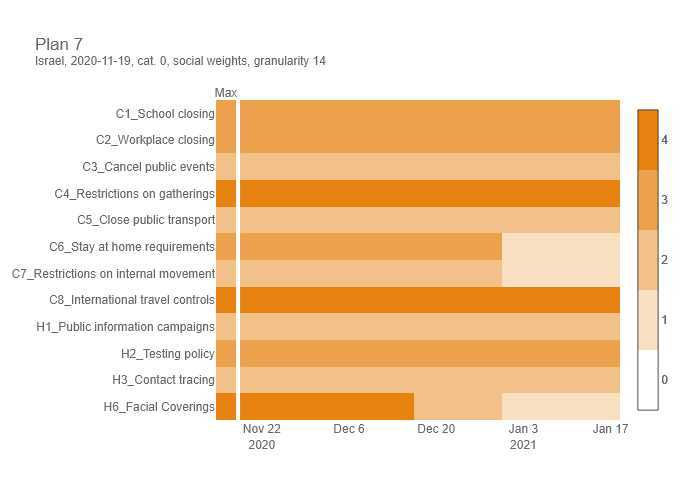 Plan 7
Israel, 2020-11-19, cat. 0, social weights, granularity 14
Max
C1_School closing
C2_Workplace closing
C3_Cancel public events
C4_Restrictions on gatherings
C5_Close public transport
C6_Stay at home requirements
C7_Restrictions on internal movement
C8_International travel controls
H1_Public information campaigns
H2_Testing policy
H3_Contact tracing
H6_Facial Coverings
4
3
2
1
0
Nov 22 Dec 6 Dec 20 Jan 3 Jan 17
2020 2021